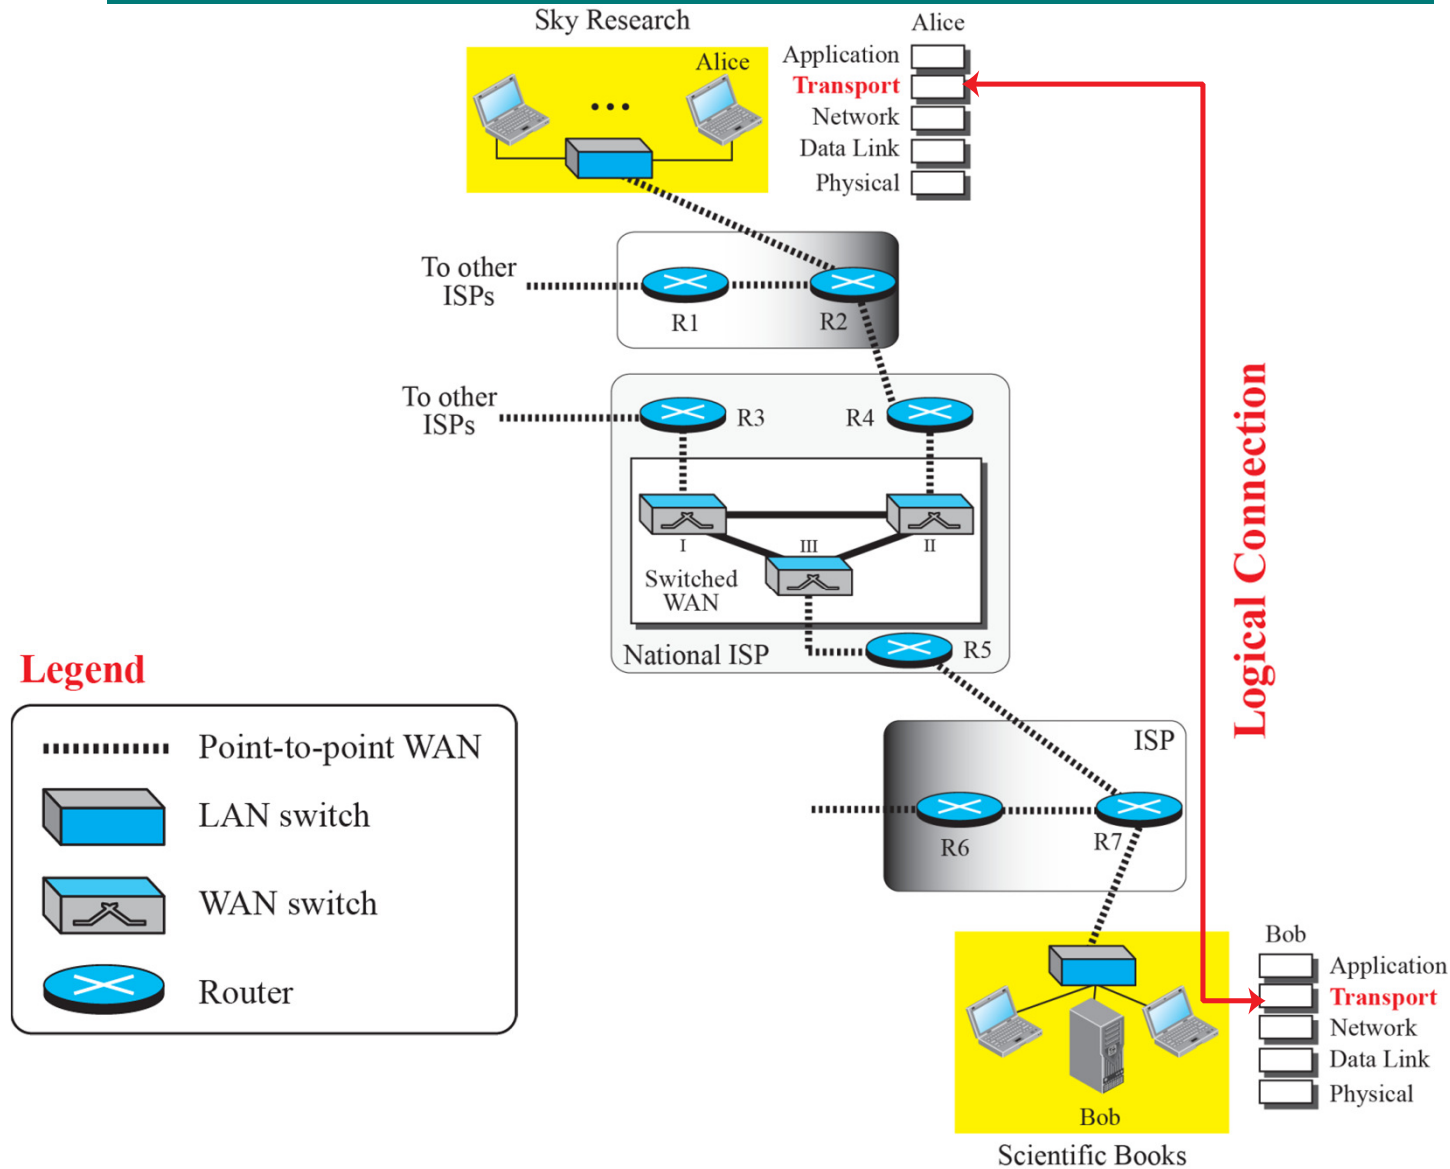 Sky Research
Alice
Alice
Application
Transport
Network
Data Link
Physical
To other
ISPs
R1
R2
To other
ISPs
R3
R4
I
III
II
Switched
WAN
National ISP
R5
Logical Connection
Legend
Point-to-point WAN
LAN switch
WAN switch
Router
ISP
R6
R7
Bob
Scientific Books
Bob
Application
Transport
Network
Data Link
Physical